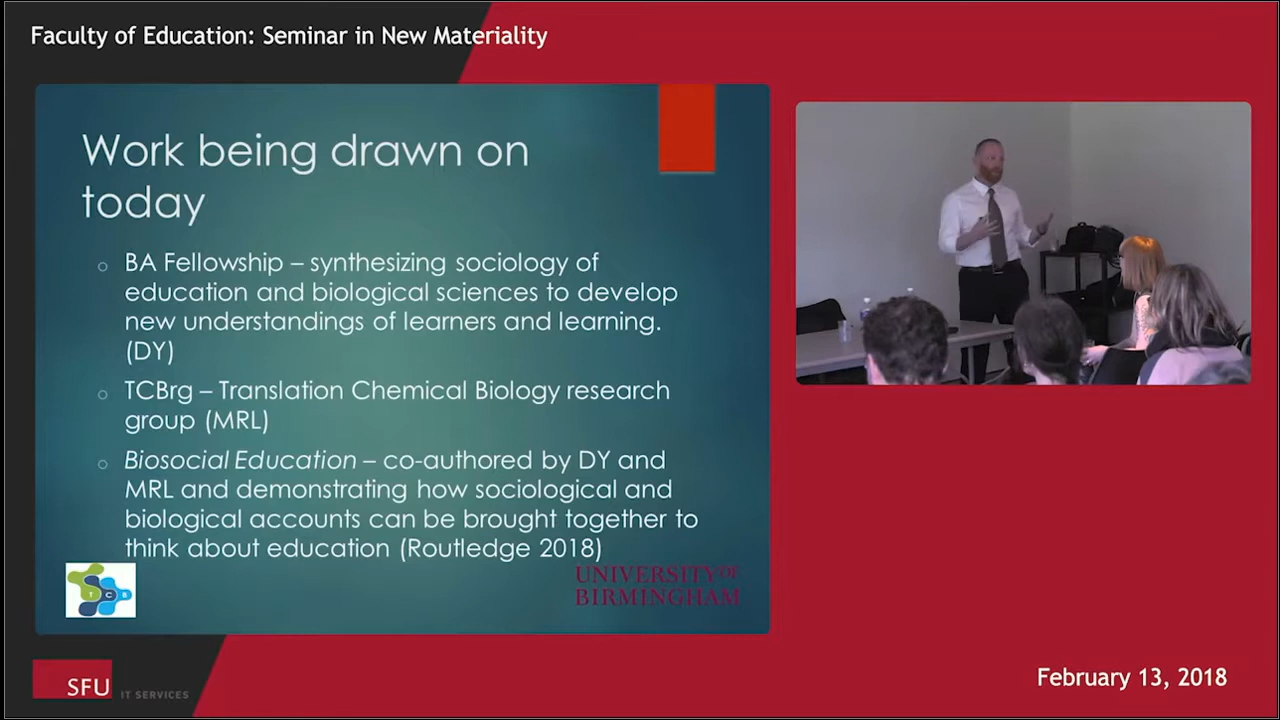 Faculty of Education: Seminar in New Materiality
Work being drawn on
today
BA Fellowship – synthesizing sociology of
education and biological sciences to develop
new understandings of learners and learning.
(DY)
TCBrg – Translation Chemical Biology research
group (MRL)
Biosocial Education – co-authored by DY and
MRL and demonstrating how sociological and
biological accounts can be brought together to
think about education (Routledge 2018)
TCB
UNIVERSITY OF
BIRMINGHAM
SFU IT SERVICES
February 13, 2018